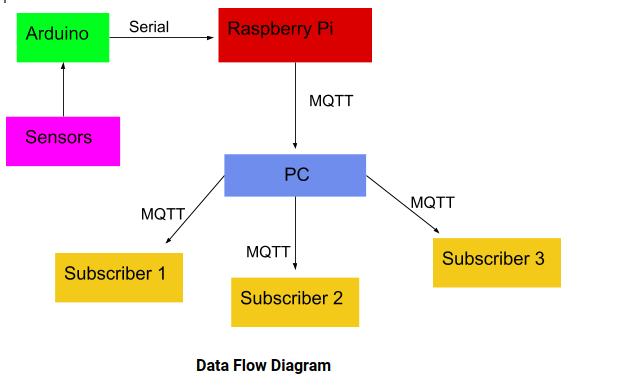 Arduino
Serial
Raspberry Pi
MQTT
Sensors
PC
MQTT
MQTT
MQTT
Subscriber 1
Subscriber 2
Subscriber 3
Data Flow Diagram